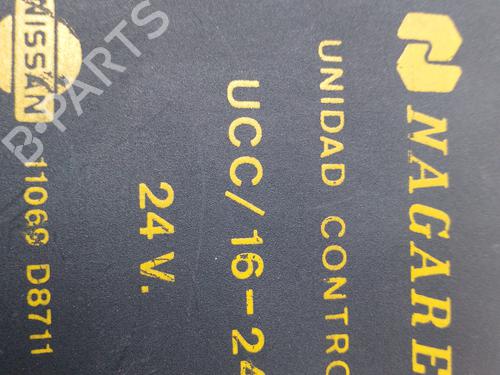 NAGARE
UNIDAD CONTRO
UCC/16-24
24 V.
NISSAN 11069 D8711
B-PARTS